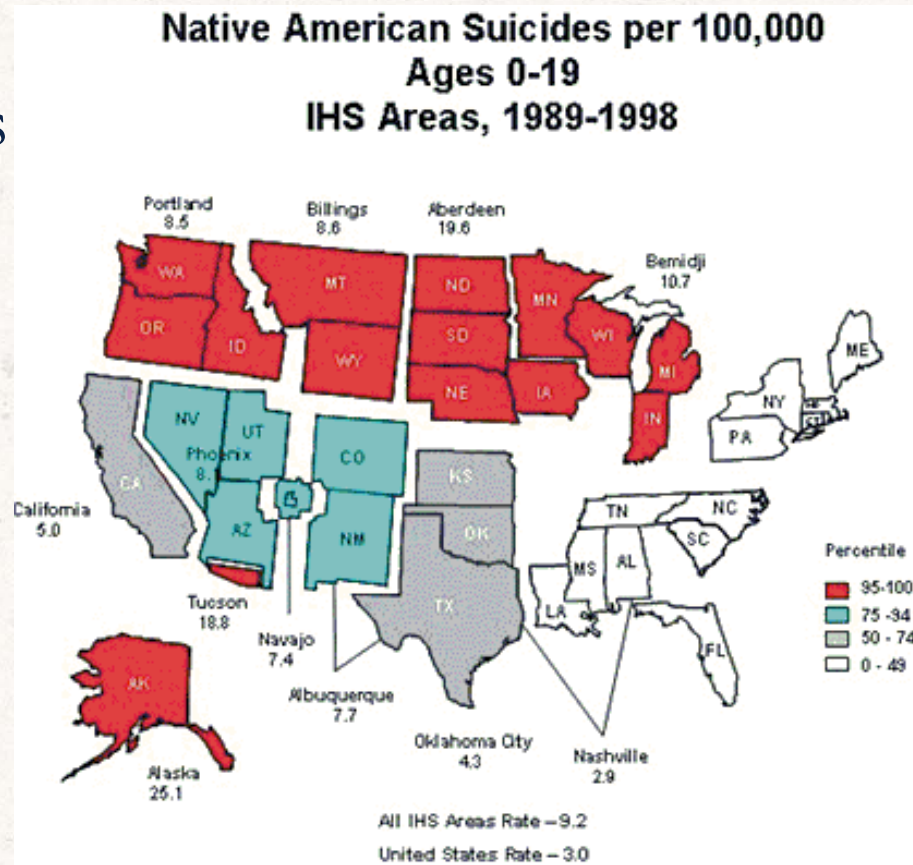 Native American Suicides per 100,000
Ages 0-19
IHS Areas, 1989-1998
s
Portland
8.5
Billings
8.6
Aberdeen
19.6
Bemidji
10.7
WA
MT
ND
MN
OR
ID
WY
SD
WI
MI
ME
NE
IA
IN
NY
PA
CT
NV
UT
CO
Phoenix
8.1
CA
KS
California
5.0
AZ
NM
OK
TX
TN
NC
SC
MS
AL
LA
FL
Tucson
18.8
Navajo
7.4
Albuquerque
7.7
Oklahoma City
4.3
Nashville
2.9
AK
Alaska
25.1
Percentile
95-100
75 -94
50 - 74
0 - 49
All IHS Areas Rate – 9.2
United States Rate – 3.0